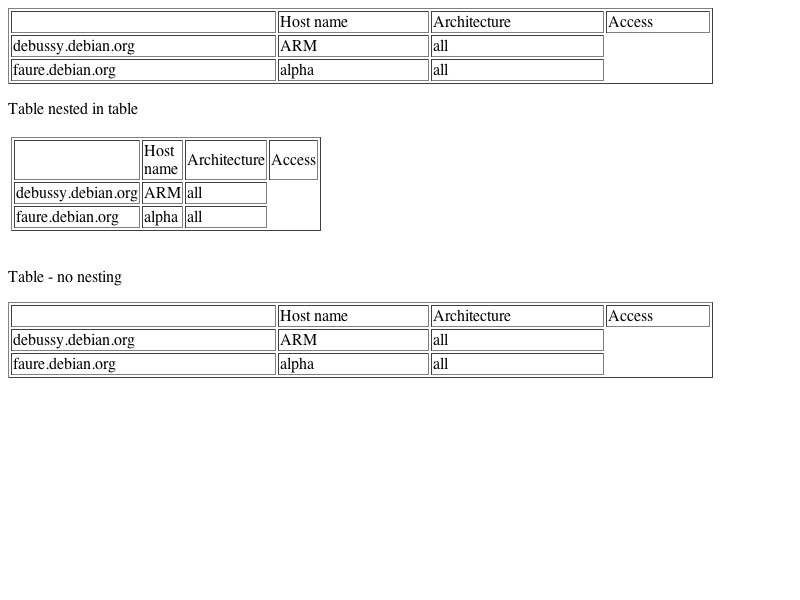 Host name Architecture Access
debussy.debian.org ARM all
faure.debian.org alpha all
Table nested in table
Host name Architecture Access
debussy.debian.org ARM all
faure.debian.org alpha all
Table - no nesting
Host name Architecture Access
debussy.debian.org ARM all
faure.debian.org alpha all